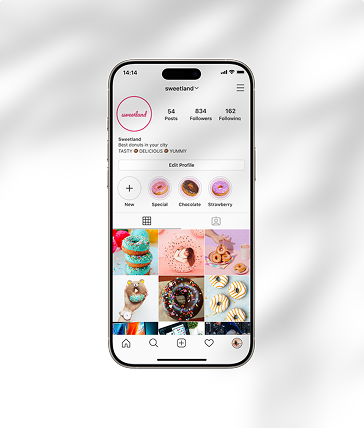 14:14
sweetland
sweetland
54
834
162
Posts
Followers
Following
Sweetland
Best donuts in your city
TASTY 🍩 DELICIOUS 🍩 YUMMY
Edit Profile
New
Special
Chocolate
Strawberry